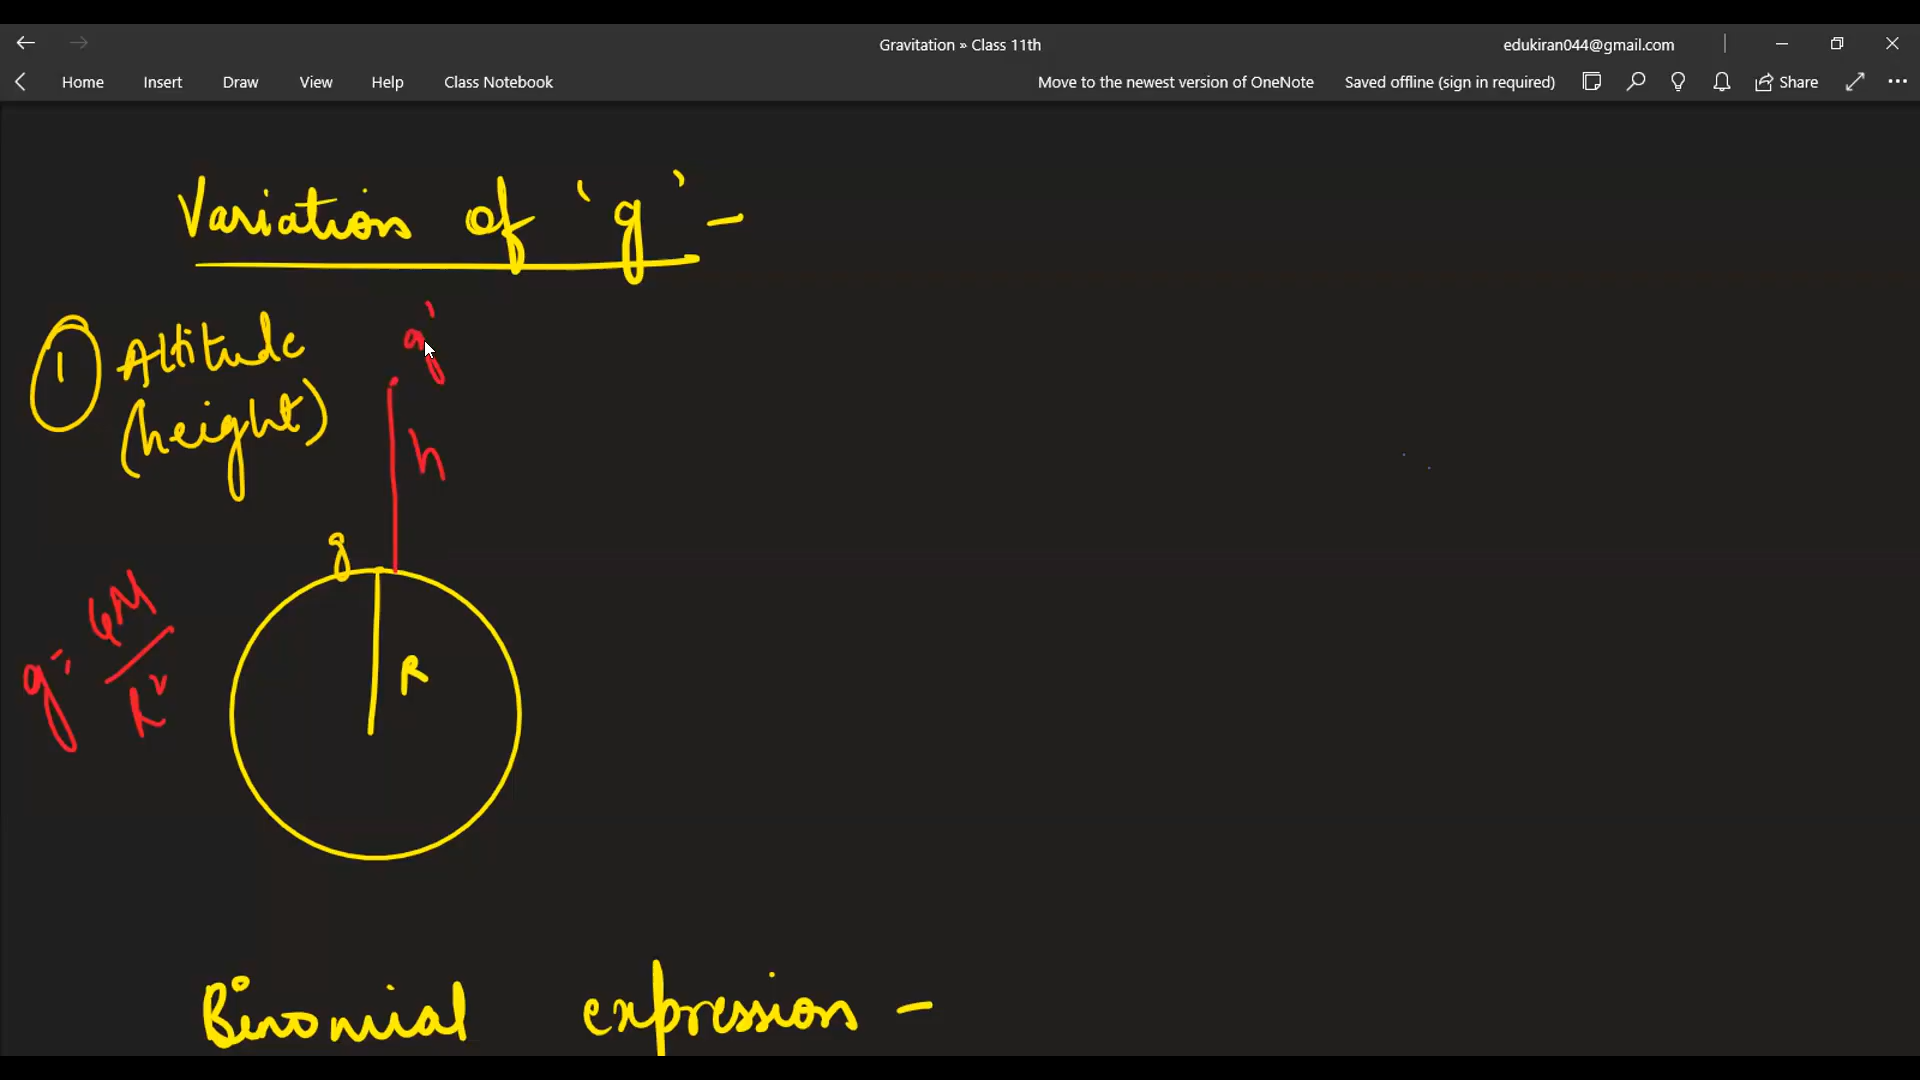 Gravitation » Class 11th
edukiran044@gmail.com
Home Insert Draw View Help Class Notebook
Move to the newest version of OneNote Saved offline (sign in required) Share
Variation of 'g' -
1 Altitude
(height)
g'
h
g
g = GM
R²
R
Binomial expression -